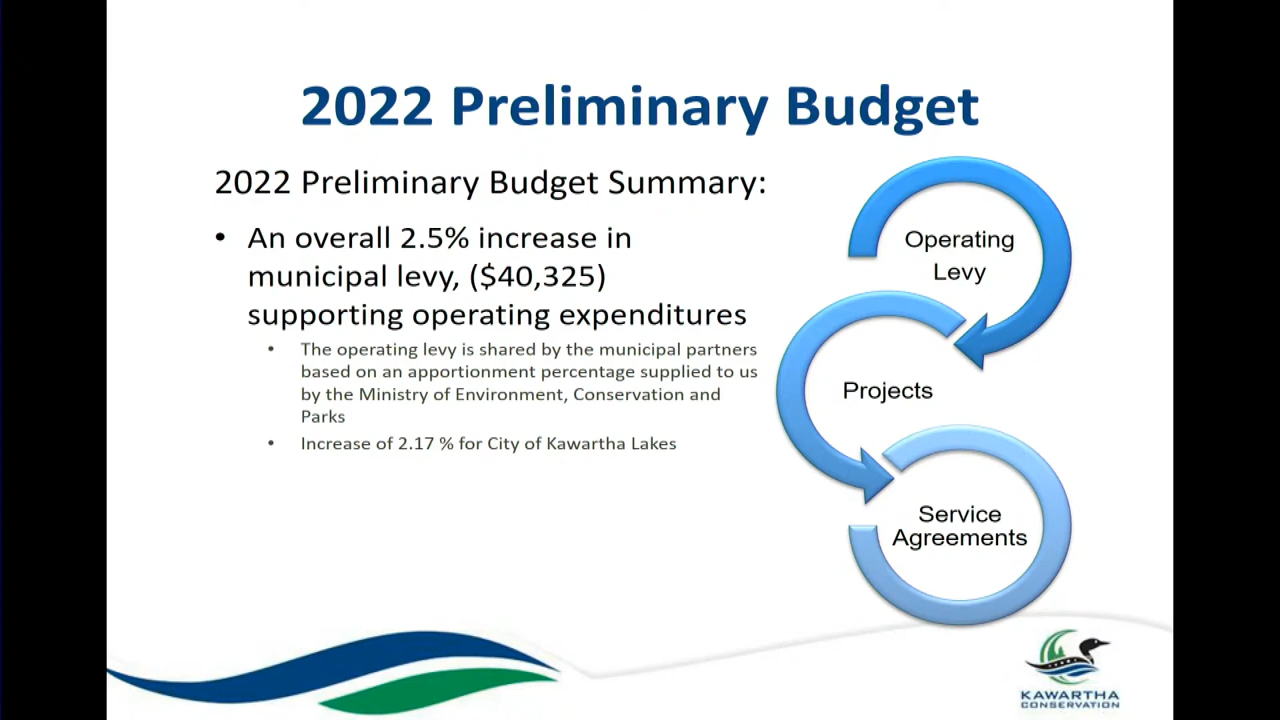 2022 Preliminary Budget
2022 Preliminary Budget Summary:
• An overall 2.5% increase in
municipal levy, ($40,325)
supporting operating expenditures
• The operating levy is shared by the municipal partners
based on an apportionment percentage supplied to us
by the Ministry of Environment, Conservation and
Parks
• Increase of 2.17 % for City of Kawartha Lakes
Operating
Levy
Projects
Service
Agreements
KAWARTHA
CONSERVATION